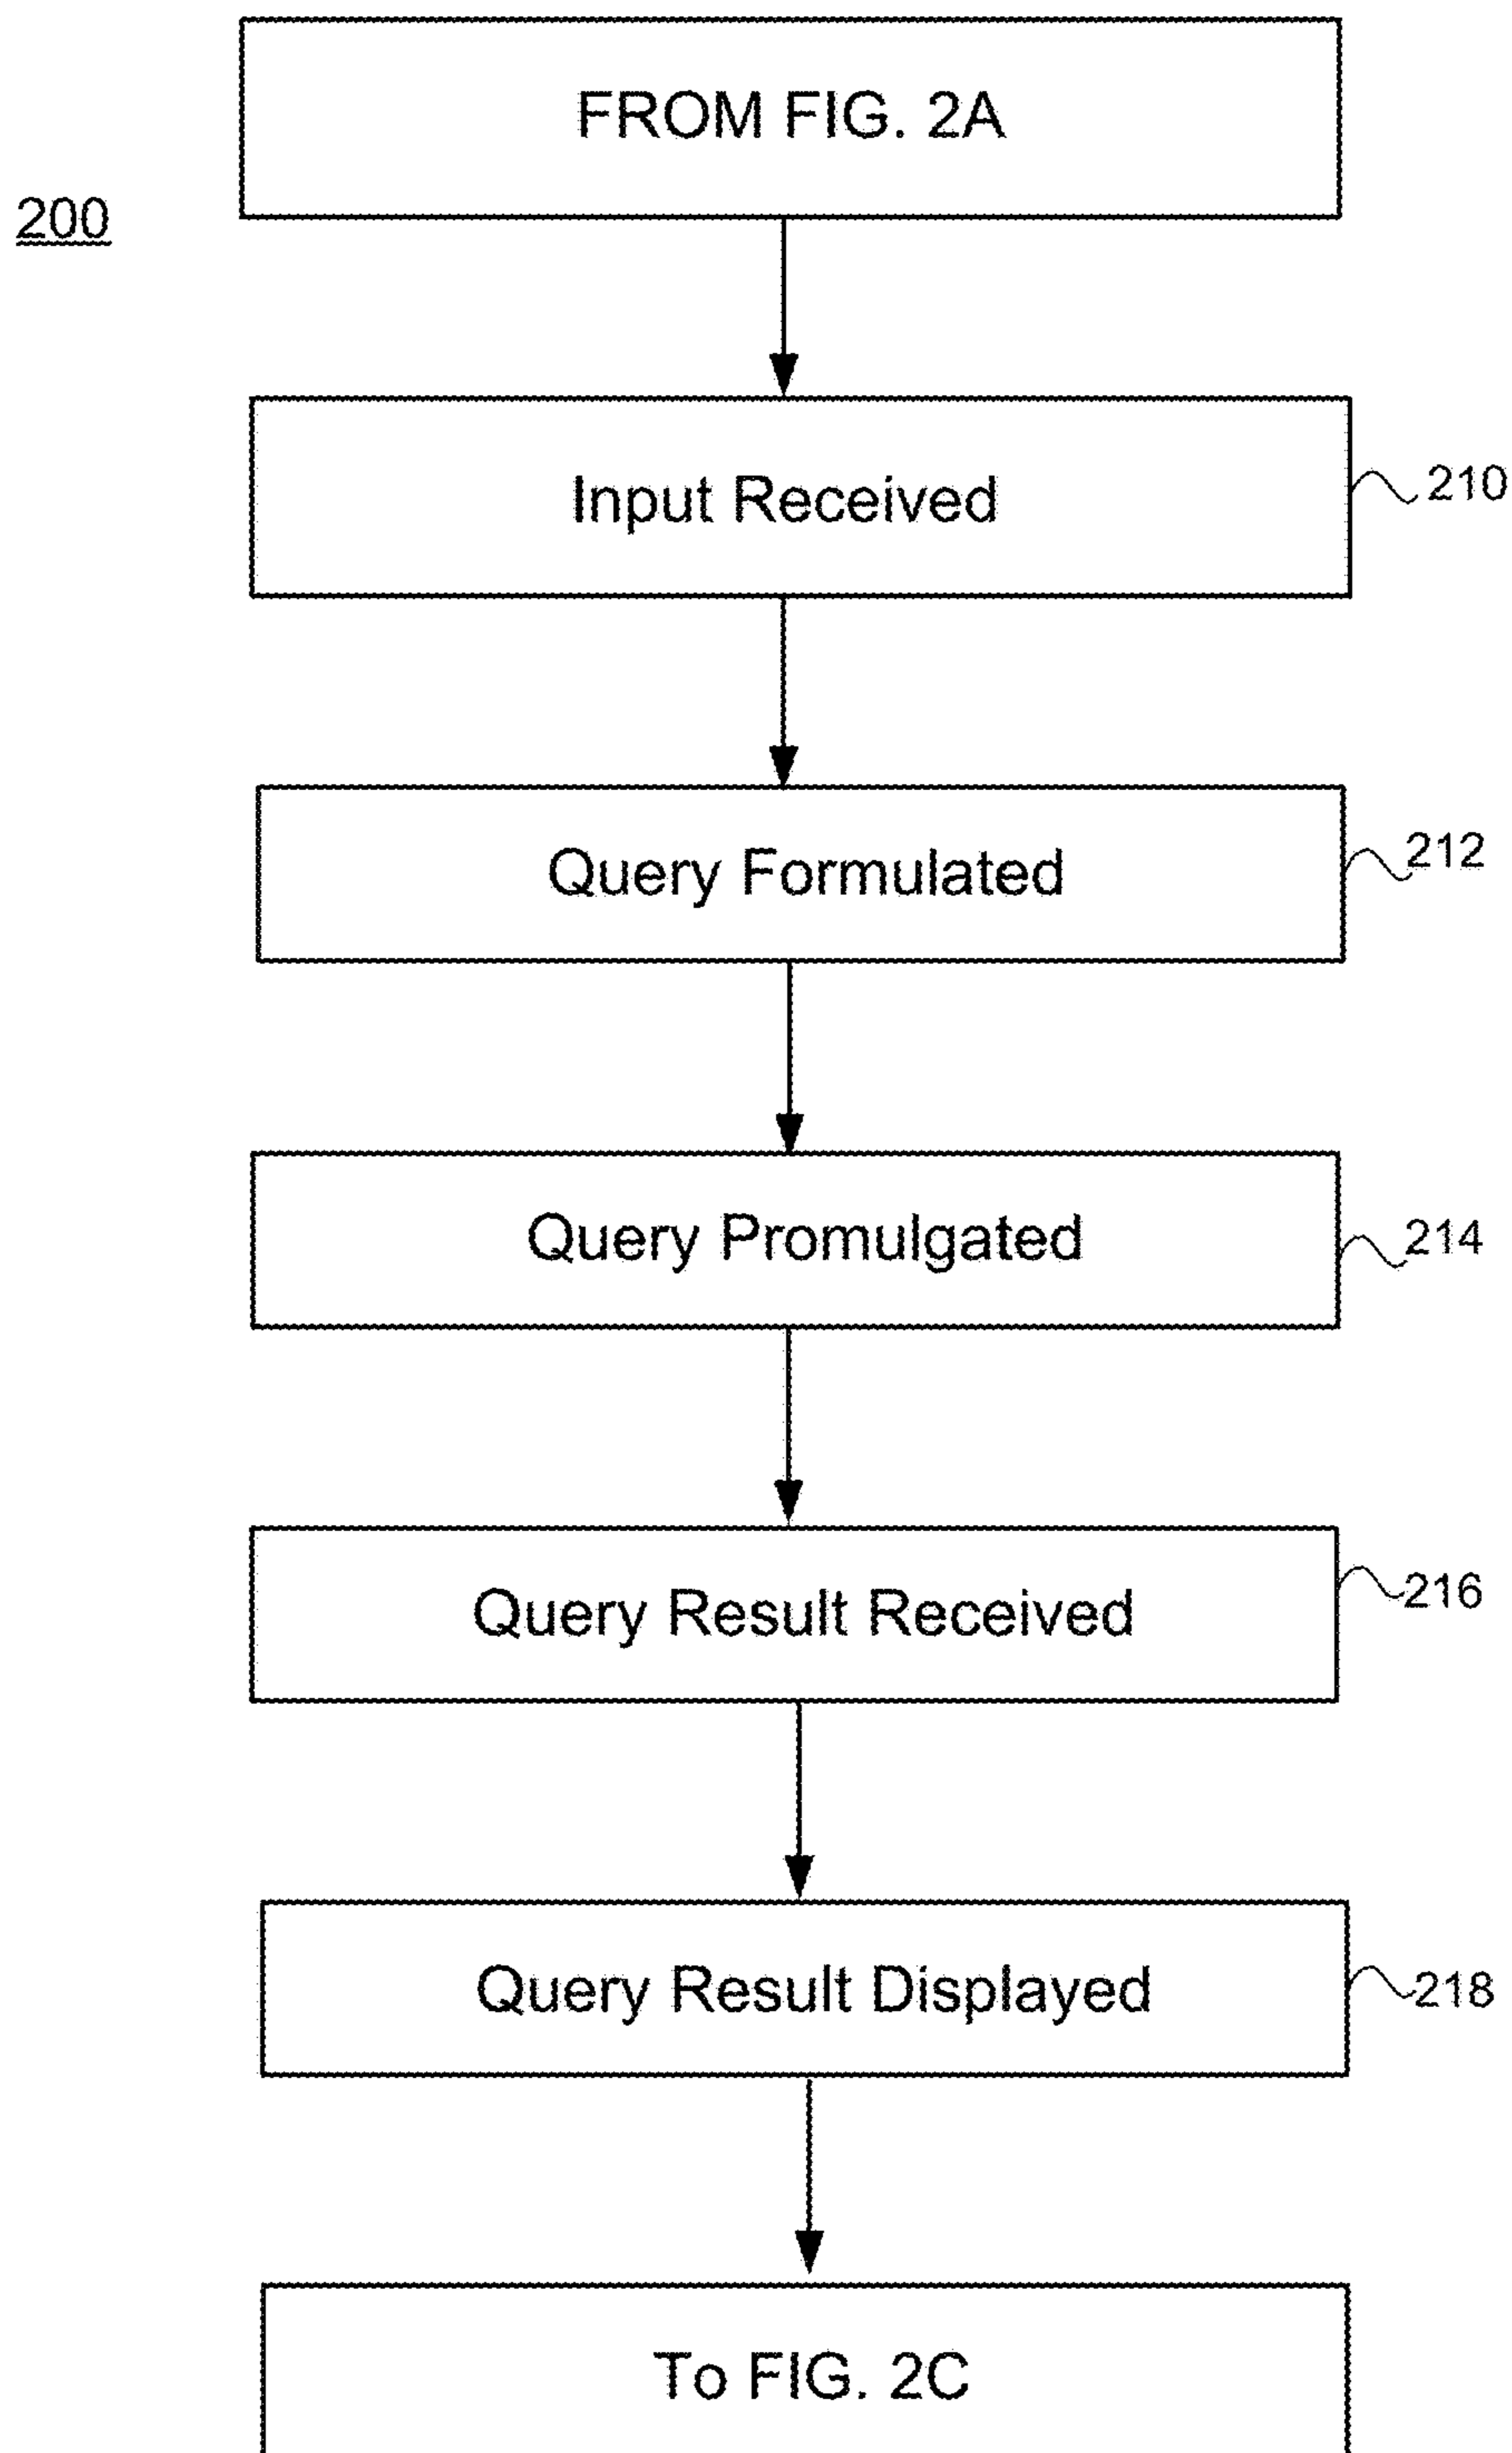 FROM FIG. 2A
200
Input Received
210
Query Formulated
212
Query Promulgated
214
Query Result Received
216
Query Result Displayed
218
To FIG. 2C